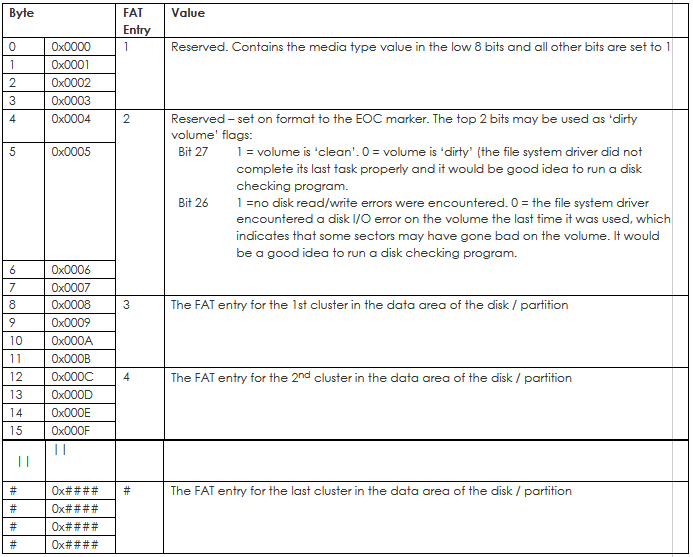 Byte FAT Value
Entry
0 0x0000 1 Reserved. Contains the media type value in the low 8 bits and all other bits are set to 1
1 0x0001
2 0x0002
3 0x0003
4 0x0004 2 Reserved – set on format to the EOC marker. The top 2 bits may be used as ‘dirty
volume’ flags:
5 0x0005 Bit 27 1 = volume is ‘clean’. 0 = volume is ‘dirty’ (the file system driver did not
complete its last task properly and it would be good idea to run a disk
checking program.
Bit 26 1 =no disk read/write errors were encountered. 0 = the file system driver
encountered a disk I/O error on the volume the last time it was used, which
indicates that some sectors may have gone bad on the volume. It would
be a good idea to run a disk checking program.
6 0x0006
7 0x0007
8 0x0008 3 The FAT entry for the 1st cluster in the data area of the disk / partition
9 0x0009
10 0x000A
11 0x000B
12 0x000C 4 The FAT entry for the 2nd cluster in the data area of the disk / partition
13 0x000D
14 0x000E
15 0x000F
| | | |
# 0x#### # The FAT entry for the last cluster in the data area of the disk / partition
# 0x####
# 0x####
# 0x####